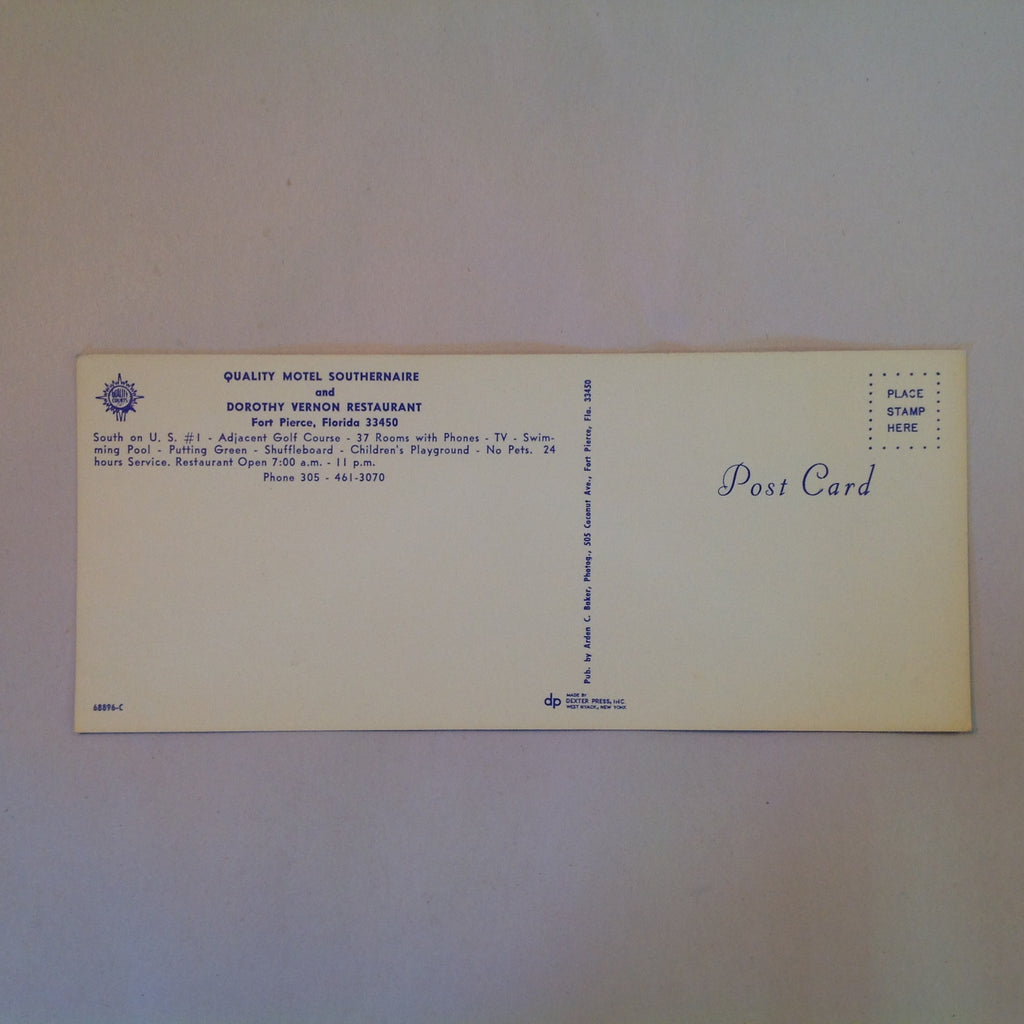 QUALITY MOTEL SOUTHERNAIRE
and
DOROTHY VERNON RESTAURANT
Fort Pierce, Florida 33450
South on U. S. #1 - Adjacent Golf Course - 37 Rooms with Phones - TV - Swim-
ming Pool - Putting Green - Shuffleboard - Children's Playground - No Pets. 24
hours Service. Restaurant Open 7:00 a.m. - 11 p.m.
Phone 305 - 461-3070
68896-C
Pub. by Arden C. Baker, Photog., 505 Coconut Ave., Fort Pierce, Fla. 33450
dp
MADE BY
DEXTER PRESS, INC.
WEST NYACK, NEW YORK
PLACE
STAMP
HERE
Post Card